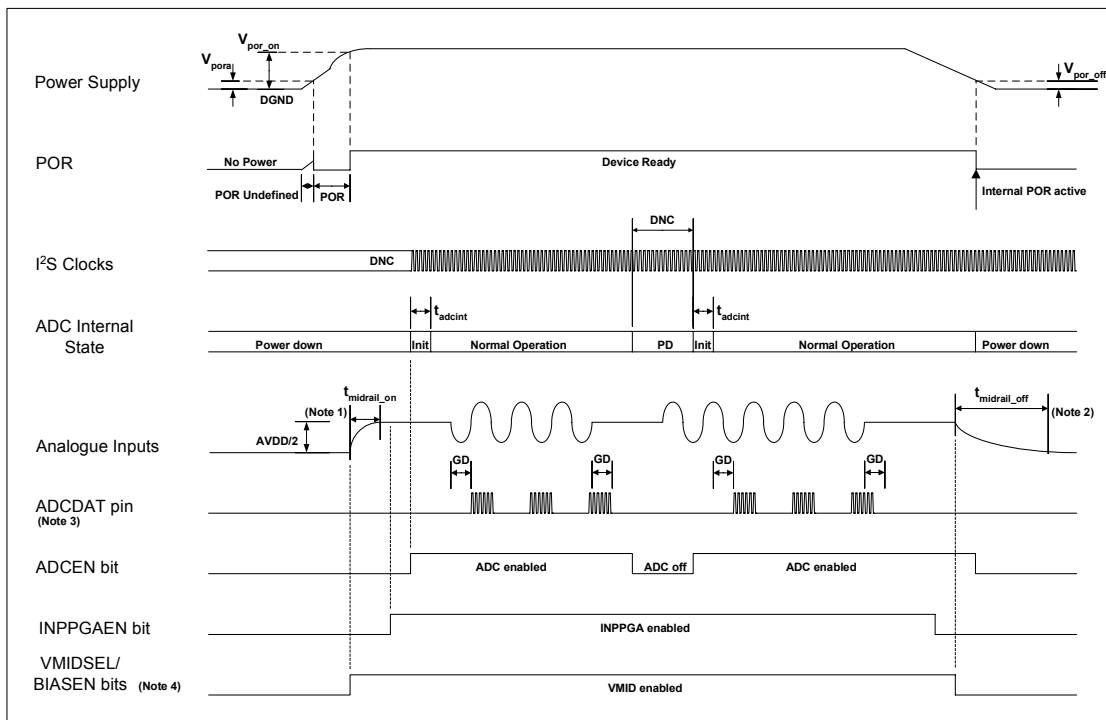 Power Supply
V_por_on
V_pora
DGND
V_por_off
POR
No Power
Device Ready
POR Undefined
POR
Internal POR active
DNC
I²S Clocks
DNC
t_adcint
t_adcint
ADC Internal
State
Power down
Init
Normal Operation
PD
Init
Normal Operation
Power down
t_midrail_on
t_midrail_off
(Note 1)
(Note 2)
Analogue Inputs
AVDD/2
GD
GD
GD
GD
ADCDAT pin
(Note 3)
ADCEN bit
ADC enabled
ADC off
ADC enabled
INPPGAEN bit
INPPGA enabled
VMIDSEL/
BIASEN bits (Note 4)
VMID enabled